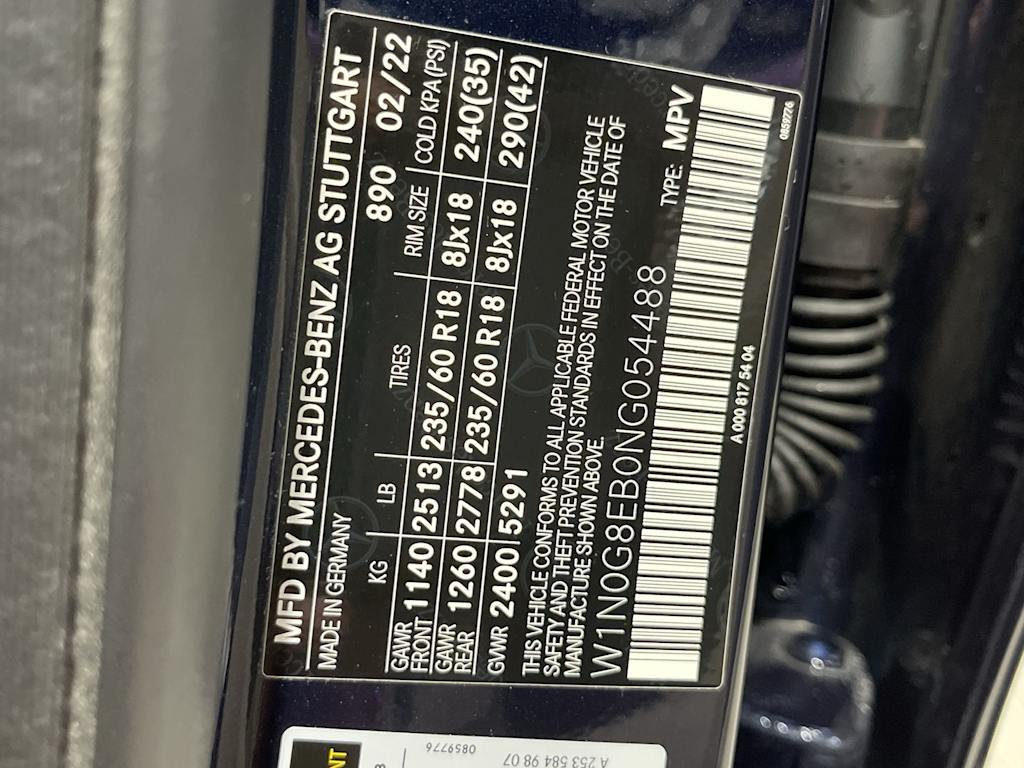 MFD BY MERCEDES-BENZ AG STUTTGART
MADE IN GERMANY 890 02/22
KG LB TIRES RIM SIZE COLD KPA (PSI)
GAWR FRONT 1140 2513 235/60 R18 8Jx18 240(35)
GAWR REAR 1260 2778 235/60 R18 8Jx18 290(42)
GWR 2400 5291
THIS VEHICLE CONFORMS TO ALL APPLICABLE FEDERAL MOTOR VEHICLE
SAFETY AND THEFT PREVENTION STANDARDS IN EFFECT ON THE DATE OF
MANUFACTURE SHOWN ABOVE.
W1N0G8EB0NG054488 TYPE: MPV
A 000 817 54 04
0859776
NT
0859776
A 253 584 98 07